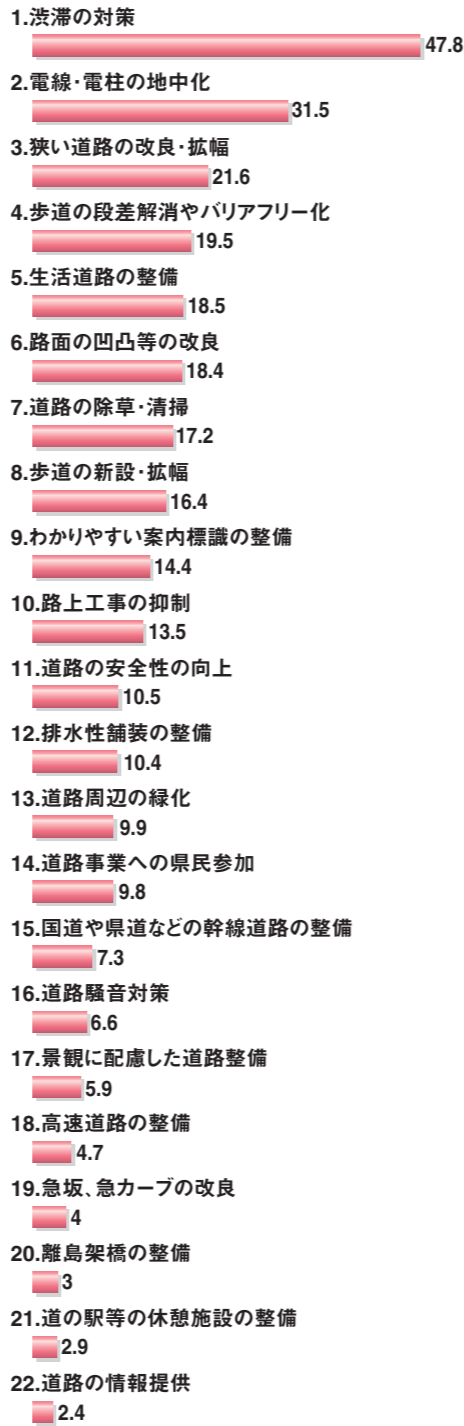 1.渋滞の対策
47.8
2.電線･電柱の地中化
31.5
3.狭い道路の改良･拡幅
21.6
4.歩道の段差解消やバリアフリー化
19.5
5.生活道路の整備
18.5
6.路面の凹凸等の改良
18.4
7.道路の除草･清掃
17.2
8.歩道の新設･拡幅
16.4
9.わかりやすい案内標識の整備
14.4
10.路上工事の抑制
13.5
11.道路の安全性の向上
10.5
12.排水性舗装の整備
10.4
13.道路周辺の緑化
9.9
14.道路事業への県民参加
9.8
15.国道や県道などの幹線道路の整備
7.3
16.道路騒音対策
6.6
17.景観に配慮した道路整備
5.9
18.高速道路の整備
4.7
19.急坂、急カーブの改良
4
20.離島架橋の整備
3
21.道の駅等の休憩施設の整備
2.9
22.道路の情報提供
2.4